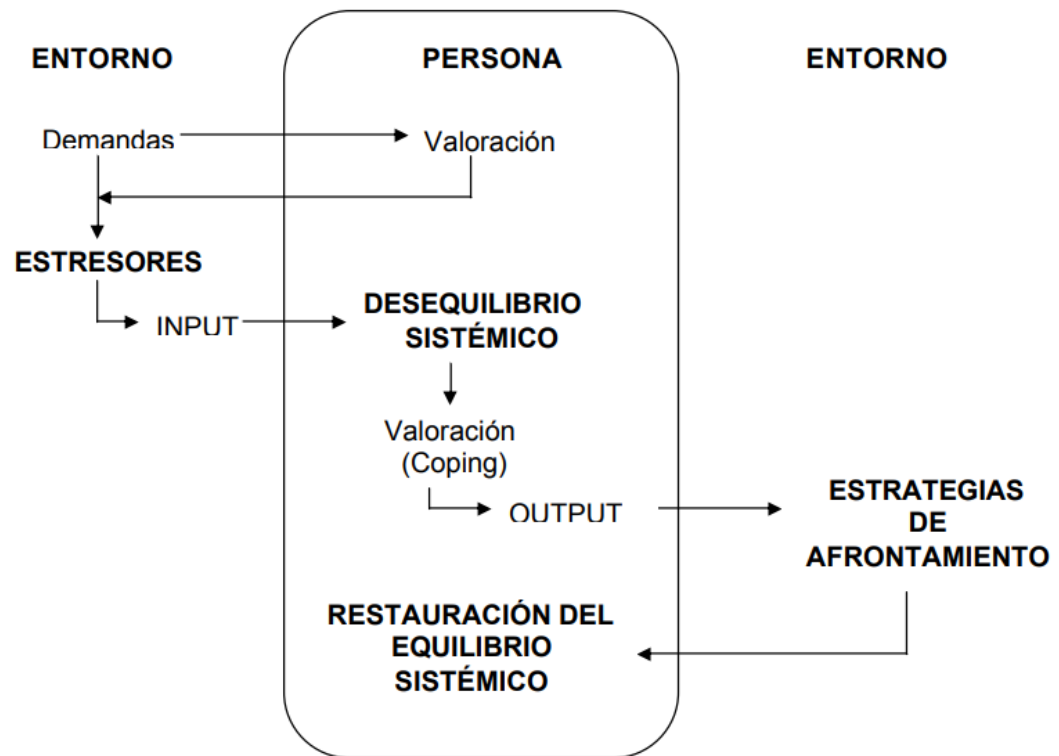 ENTORNO
PERSONA
ENTORNO
Demandas
Valoración
ESTRESORES
INPUT
DESEQUILIBRIO
SISTÉMICO
Valoración
(Coping)
OUTPUT
ESTRATEGIAS
DE
AFRONTAMIENTO
RESTAURACIÓN DEL
EQUILIBRIO
SISTÉMICO